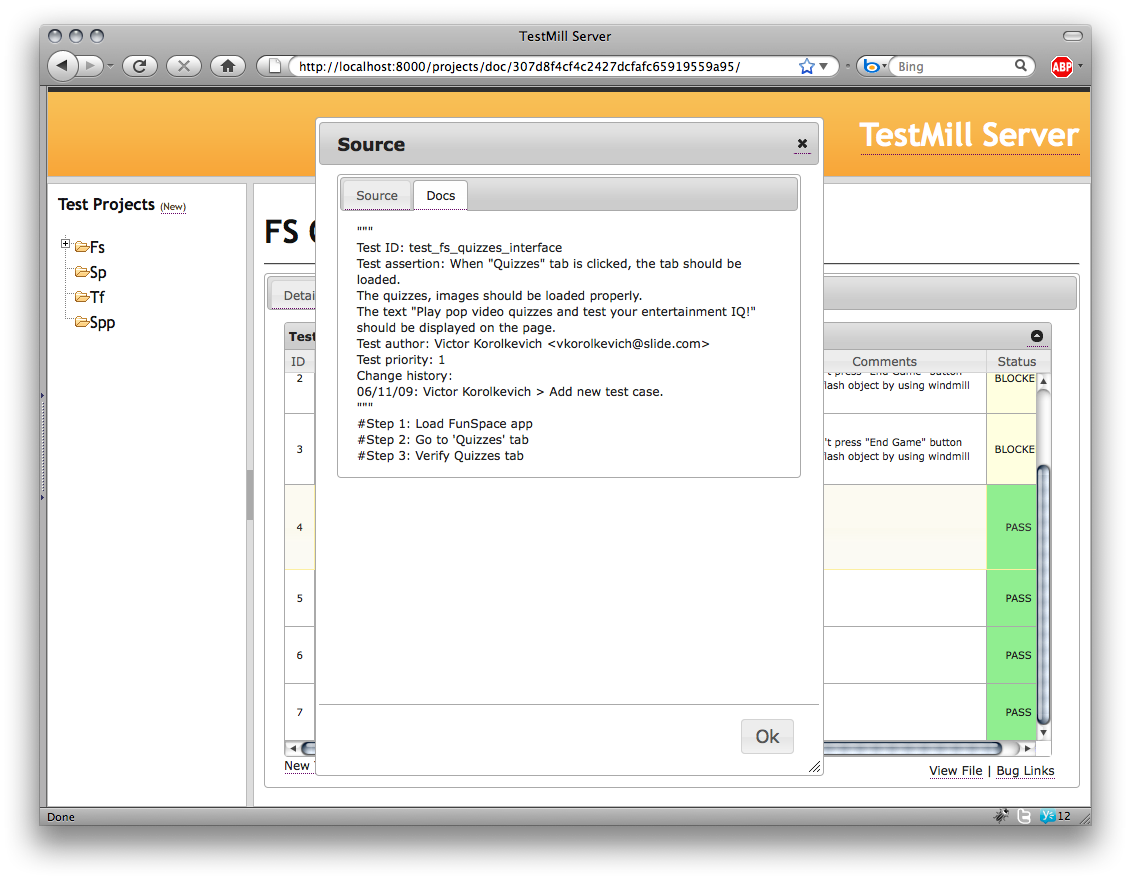 TestMill Server
http://localhost:8000/projects/doc/307d8f4cf4c2427dcfafc65919559a95/
Bing
ABP
TestMill Server
Test Projects (New)
Fs
Sp
Tf
Spp
FS
Detai
Test
ID
Comments
Status
2
't press "End Game" button
flash object by using windmill
BLOCKE
3
't press "End Game" button
flash object by using windmill
BLOCKE
4
PASS
5
PASS
6
PASS
7
PASS
New
View File | Bug Links
Source
Source
Docs
"""
Test ID: test_fs_quizzes_interface
Test assertion: When "Quizzes" tab is clicked, the tab should be
loaded.
The quizzes, images should be loaded properly.
The text "Play pop video quizzes and test your entertainment IQ!"
should be displayed on the page.
Test author: Victor Korolkevich <vkorolkevich@slide.com>
Test priority: 1
Change history:
06/11/09: Victor Korolkevich > Add new test case.
"""
#Step 1: Load FunSpace app
#Step 2: Go to 'Quizzes' tab
#Step 3: Verify Quizzes tab
Ok
Done
12